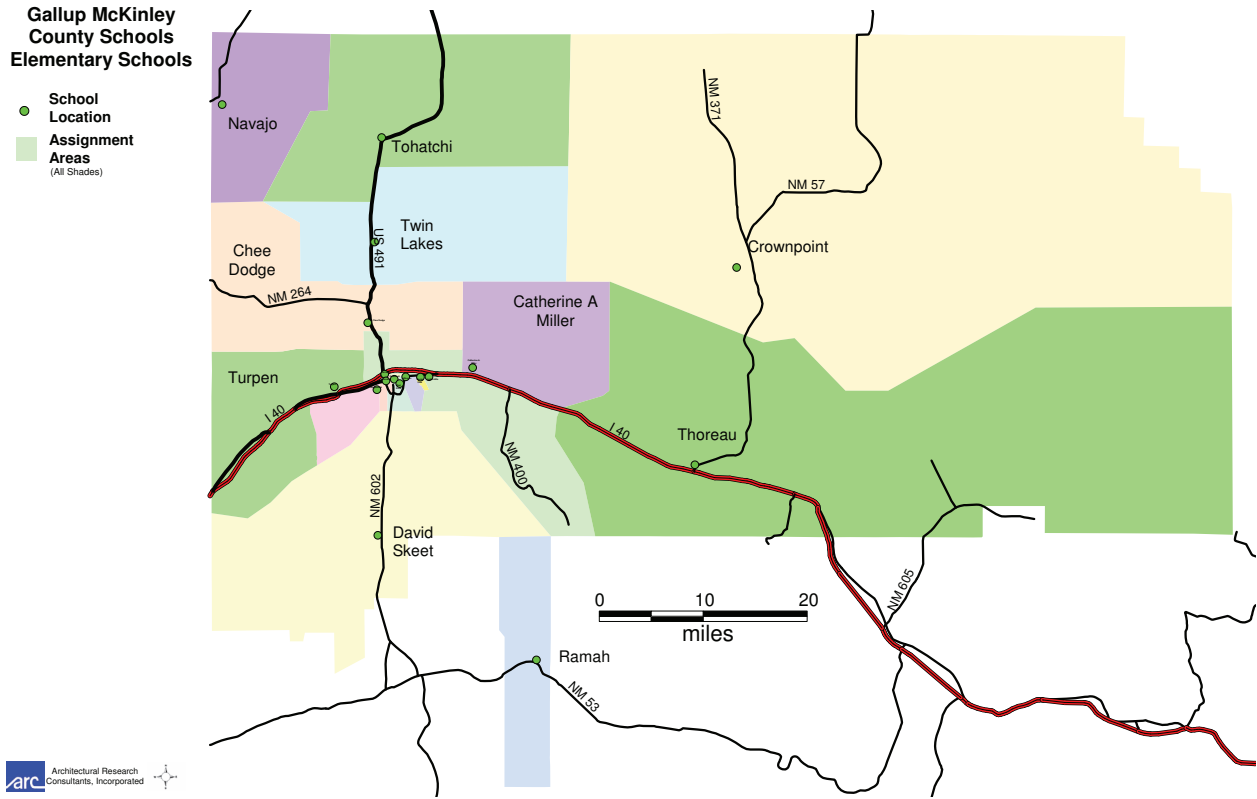 Gallup McKinley
County Schools
Elementary Schools
School
Location
Assignment
Areas
(All Shades)
Navajo
Tohatchi
NM 371
NM 57
Twin
Lakes
US 491
Chee
Dodge
NM 264
Crownpoint
Catherine A
Miller
Turpen
I 40
I 40
Thoreau
NM 400
NM 602
David
Skeet
NM 605
0 10 20
miles
Ramah
NM 53
arc
Architectural Research
Consultants, Incorporated